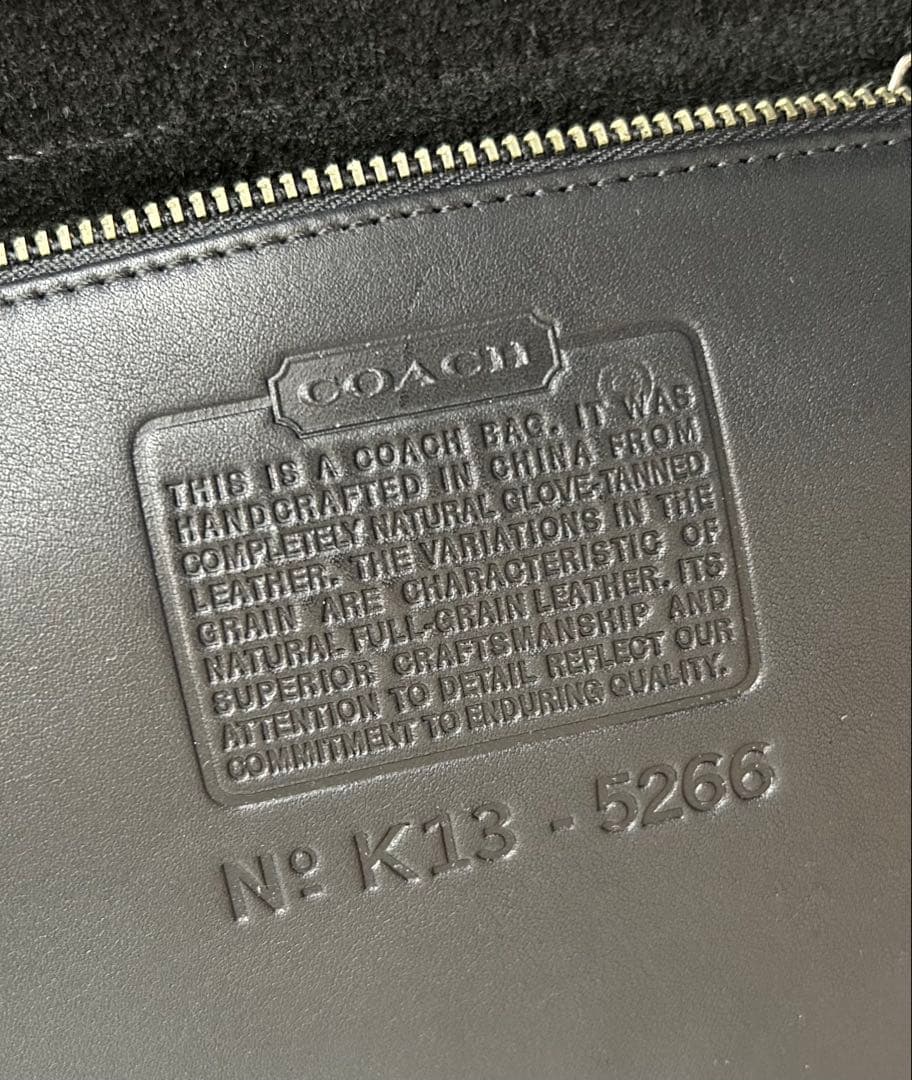 COACH
THIS IS A COACH BAG. IT WAS
HANDCRAFTED IN CHINA FROM
COMPLETELY NATURAL GLOVE-TANNED
LEATHER. THE VARIATIONS IN THE
GRAIN ARE CHARACTERISTIC OF
NATURAL FULL-GRAIN LEATHER. ITS
SUPERIOR CRAFTSMANSHIP AND
ATTENTION TO DETAIL REFLECT OUR
COMMITMENT TO ENDURING QUALITY.
Nº K13 - 5266